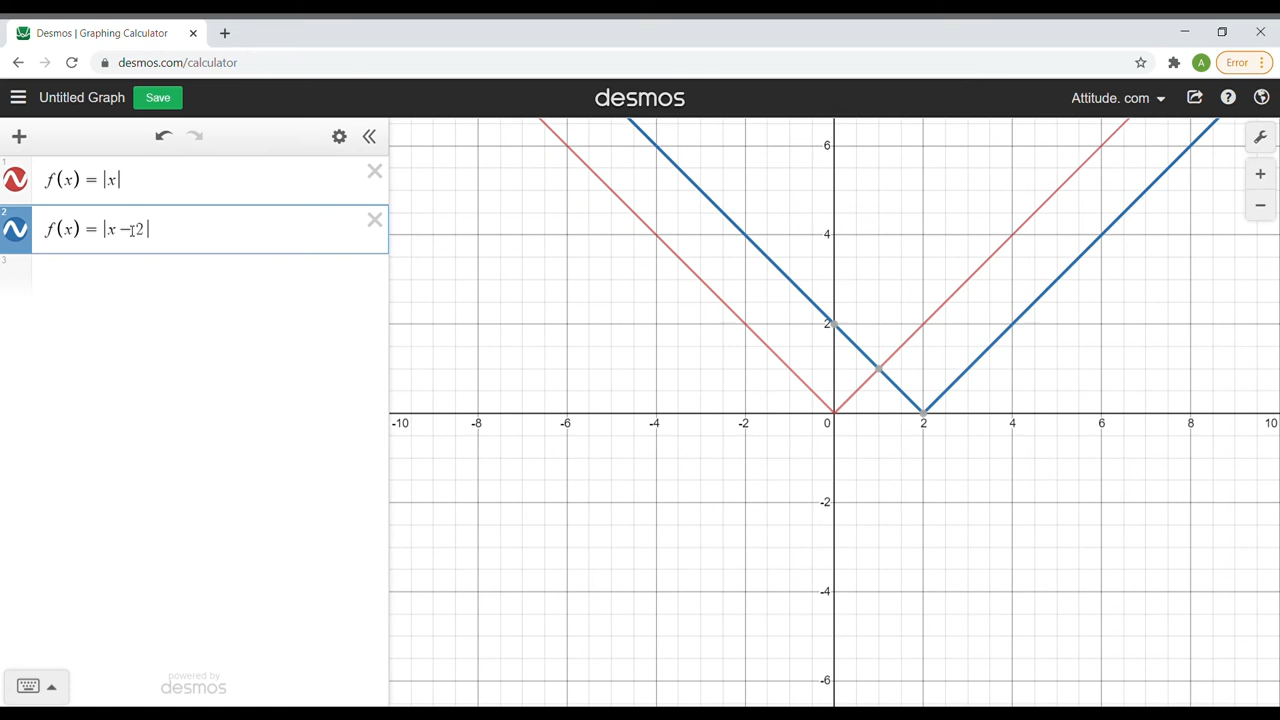 Desmos | Graphing Calculator
desmos.com/calculator
A
Error
Untitled Graph
Save
desmos
Attitude. com
1
f(x) = |x|
2
f(x) = |x − 2|
3
6
4
2
-10 -8 -6 -4 -2 0 2 4 6 8 10
-2
-4
-6
powered by
desmos